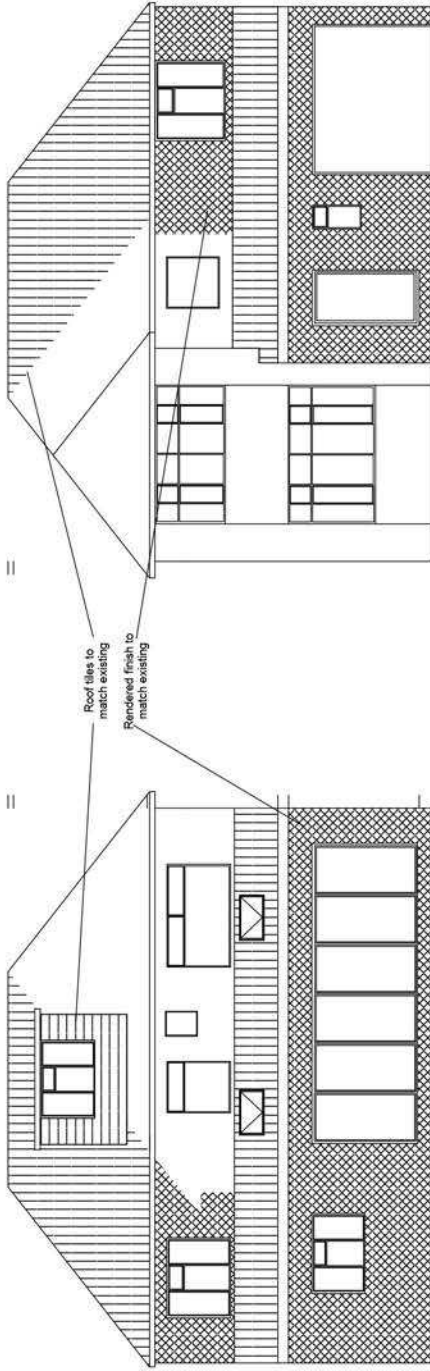 Roof tiles to
match existing
Rendered finish to
match existing